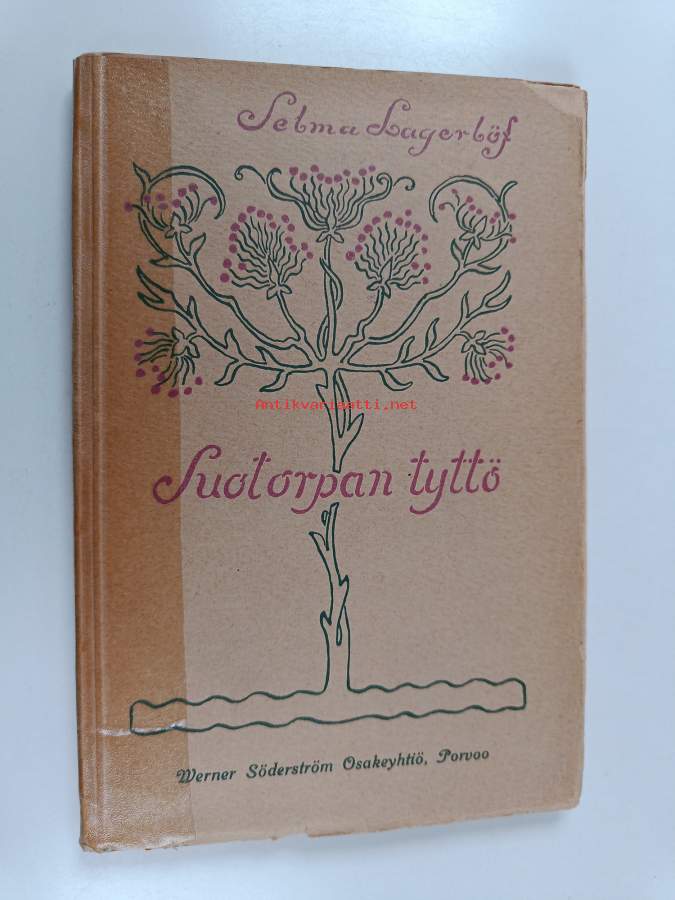 Selma Lagerlöf
Antikvariaatti.net
Suotorpan tyttö
Werner Söderström Osakeyhtiö, Porvoo